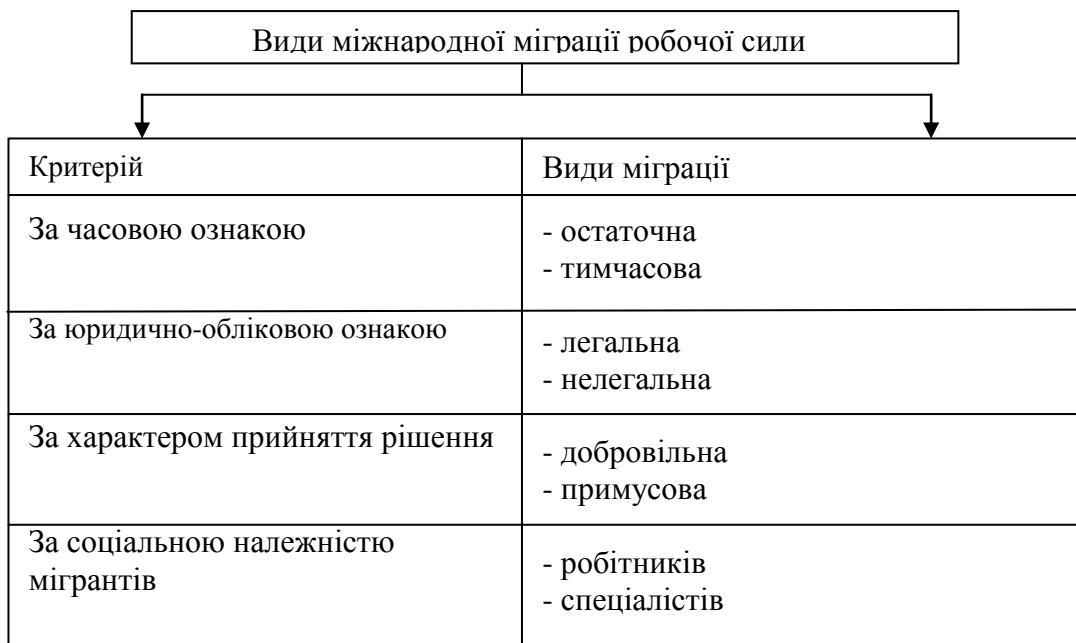 Види міжнародної міграції робочої сили
Критерій
Види міграції
За часовою ознакою
- остаточна
- тимчасова
За юридично-обліковою ознакою
- легальна
- нелегальна
За характером прийняття рішення
- добровільна
- примусова
За соціальною належністю
мігрантів
- робітників
- спеціалістів